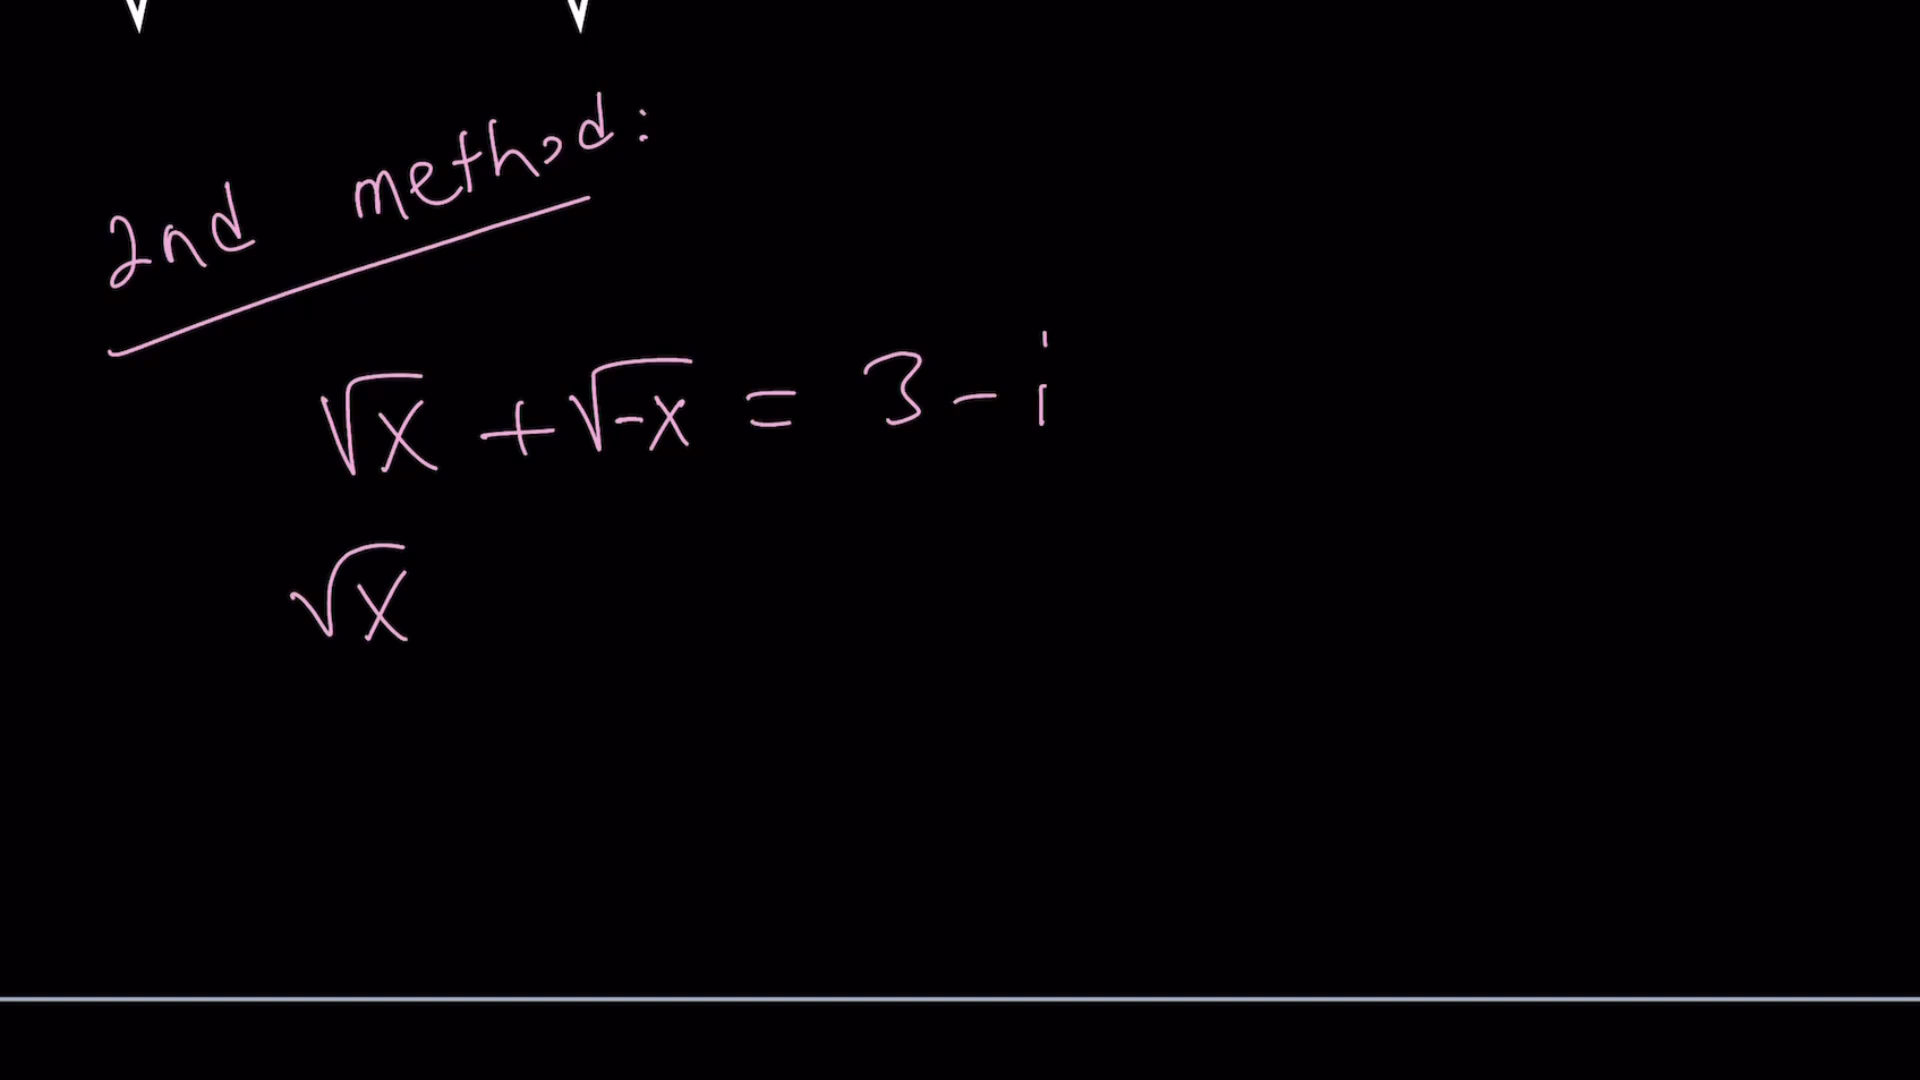 2nd method:
√x + √-x = 3 - i
√x